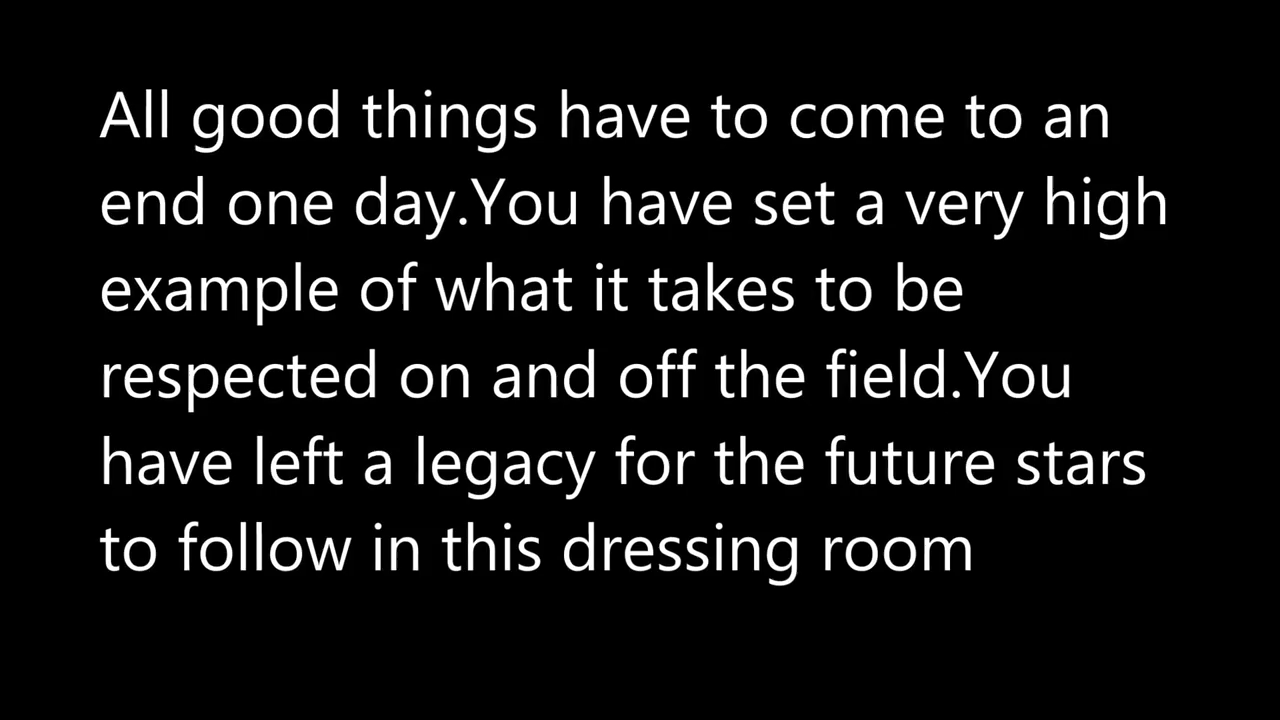 All good things have to come to an
end one day.You have set a very high
example of what it takes to be
respected on and off the field.You
have left a legacy for the future stars
to follow in this dressing room